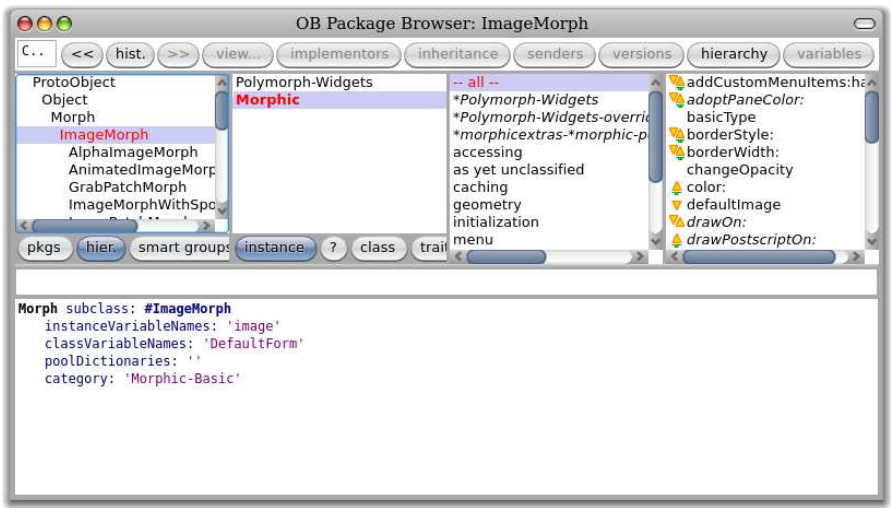 OB Package Browser: ImageMorph
C.. << hist. >> view... implementors inheritance senders versions hierarchy variables
ProtoObject
Object
Morph
ImageMorph
AlphaImageMorph
AnimatedImageMorp
GrabPatchMorph
ImageMorphWithSpo
pkgs hier. smart groups
Polymorph-Widgets
Morphic
instance ? class trait
-- all --
*Polymorph-Widgets
*Polymorph-Widgets-overrid
*morphicextras-*morphic-p
accessing
as yet unclassified
caching
geometry
initialization
menu
addCustomMenuItems:ha
adoptPaneColor:
basicType
borderStyle:
borderWidth:
changeOpacity
color:
defaultImage
drawOn:
drawPostscriptOn:
Morph subclass: #ImageMorph
instanceVariableNames: 'image'
classVariableNames: 'DefaultForm'
poolDictionaries: ''
category: 'Morphic-Basic'